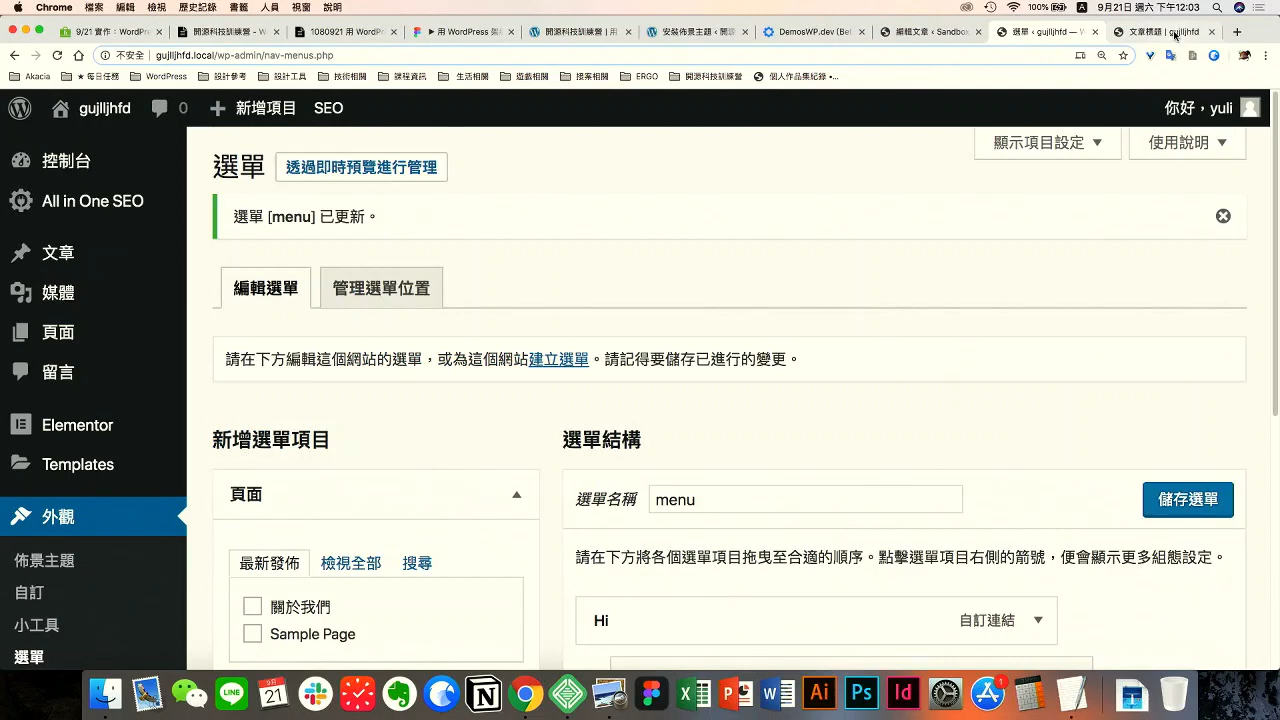 Chrome 檔案 編輯 檢視 歷史記錄 書籤 人員 視窗 說明 100% 9月21日 週六 下午12:03
9/21 實作：WordPres 開源科技訓練營 - W 1080921 用 WordPr ▶ 用 WordPress 架 開源科技訓練營 | 用 安裝佈景主題 ‹ 開源 DemosWP.dev (Be 編輯文章 ‹ Sandbo 選單 ‹ gujlljhfd — W 文章標題 | gujlljhfd
不安全 gujlljhfd.local/wp-admin/nav-menus.php
Akacia ★ 每日任務 WordPress 設計參考 設計工具 技術相關 課程資訊 生活相關 遊戲相關 接案相關 ERGO 開源科技訓練營 個人作品集紀錄 •...
gujlljhfd 0 新增項目 SEO 你好，yuli
控制台
All in One SEO
文章
媒體
頁面
留言
Elementor
Templates
外觀
佈景主題
自訂
小工具
選單
顯示項目設定 ▼ 使用說明 ▼
選單 透過即時預覽進行管理
選單 [menu] 已更新。
編輯選單 管理選單位置
請在下方編輯這個網站的選單，或為這個網站建立選單。請記得要儲存已進行的變更。
新增選單項目
頁面
最新發佈 檢視全部 搜尋
關於我們
Sample Page
選單結構
選單名稱 menu 儲存選單
請在下方將各個選單項目拖曳至合適的順序。點擊選單項目右側的箭號，便會顯示更多組態設定。
Hi 自訂連結 ▼
LINE 21 N X P W Ai Ps Id 1